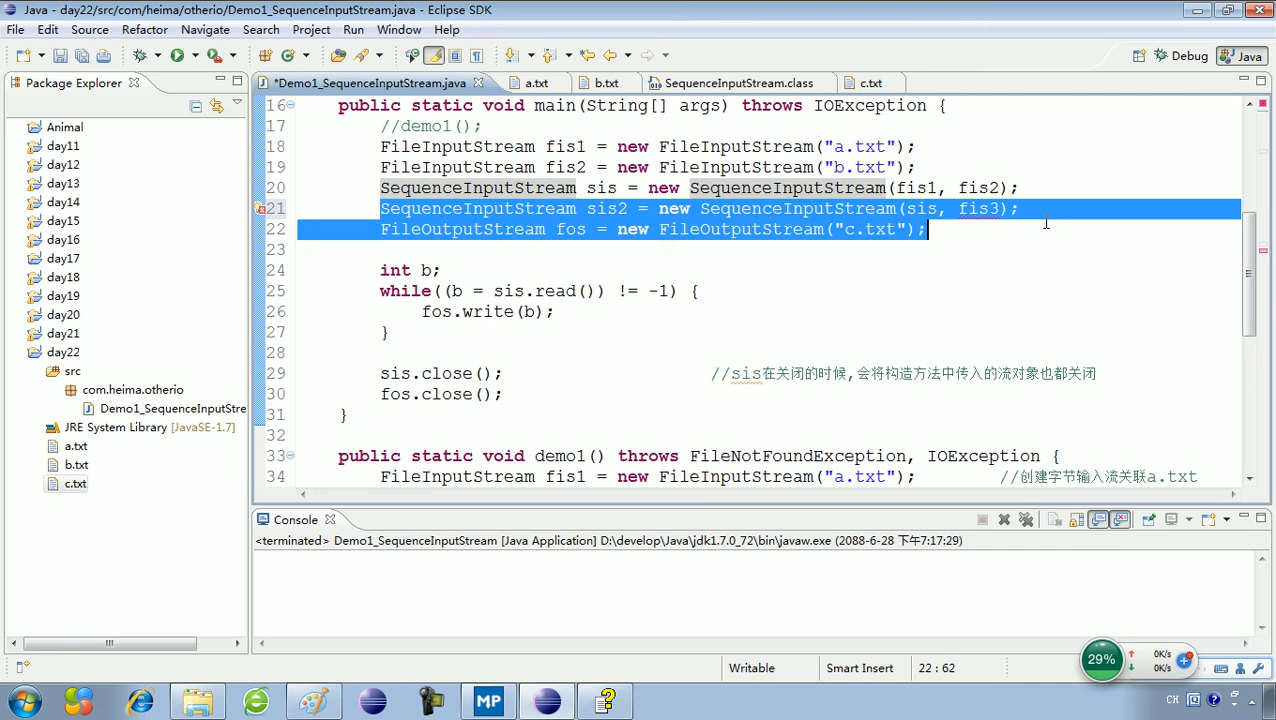 Java - day22/src/com/heima/otherio/Demo1_SequenceInputStream.java - Eclipse SDK
File Edit Source Refactor Navigate Search Project Run Window Help
Debug Java
Package Explorer
*Demo1_SequenceInputStream.java a.txt b.txt SequenceInputStream.class c.txt
Animal
day11
day12
day13
day14
day15
day16
day17
day18
day19
day20
day21
day22
src
com.heima.otherio
Demo1_SequenceInputStre
JRE System Library [JavaSE-1.7]
a.txt
b.txt
c.txt
16 public static void main(String[] args) throws IOException {
17 //demo1();
18 FileInputStream fis1 = new FileInputStream("a.txt");
19 FileInputStream fis2 = new FileInputStream("b.txt");
20 SequenceInputStream sis = new SequenceInputStream(fis1, fis2);
21 SequenceInputStream sis2 = new SequenceInputStream(sis, fis3);
22 FileOutputStream fos = new FileOutputStream("c.txt");
23
24 int b;
25 while((b = sis.read()) != -1) {
26 fos.write(b);
27 }
28
29 sis.close(); //sis在关闭的时候,会将构造方法中传入的流对象也都关闭
30 fos.close();
31 }
32
33 public static void demo1() throws FileNotFoundException, IOException {
34 FileInputStream fis1 = new FileInputStream("a.txt"); //创建字节输入流关联a.txt
Console
<terminated> Demo1_SequenceInputStream [Java Application] D:\develop\Java\jdk1.7.0_72\bin\javaw.exe (2088-6-28 下午7:17:29)
Writable Smart Insert 22 : 62
29% 0K/s
0K/s
MP CH